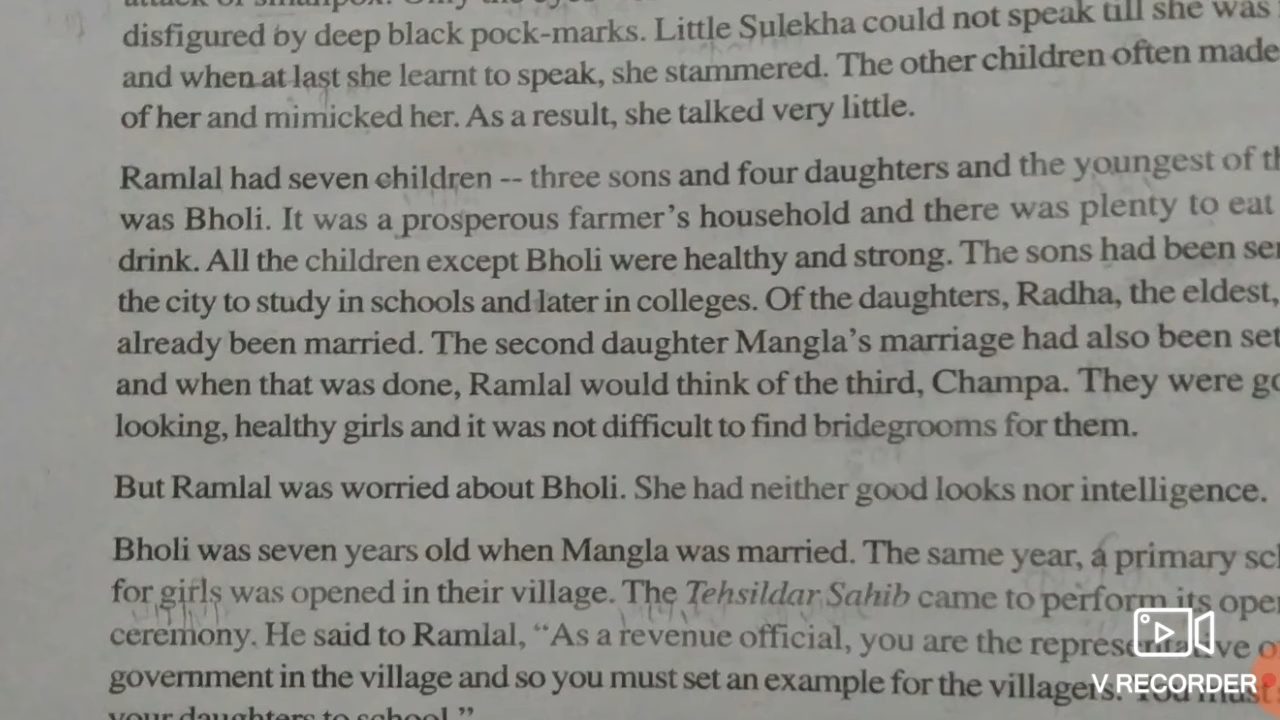 disfigured by deep black pock-marks. Little Sulekha could not speak till she was
and when at last she learnt to speak, she stammered. The other children often made
of her and mimicked her. As a result, she talked very little.
Ramlal had seven children -- three sons and four daughters and the youngest of
was Bholi. It was a prosperous farmer's household and there was plenty to eat
drink. All the children except Bholi were healthy and strong. The sons had been
the city to study in schools and later in colleges. Of the daughters, Radha, the eldest,
already been married. The second daughter Mangla's marriage had also been
and when that was done, Ramlal would think of the third, Champa. They were
looking, healthy girls and it was not difficult to find bridegrooms for them.
But Ramlal was worried about Bholi. She had neither good looks nor intelligence.
Bholi was seven years old when Mangla was married. The same year, a primary
for girls was opened in their village. The Tehsildar Sahib came to perform its
ceremony. He said to Ramlal, "As a revenue official, you are the representative
government in the village and so you must set an example for the villagers. You must
your daughters to school."
V.RECORDER